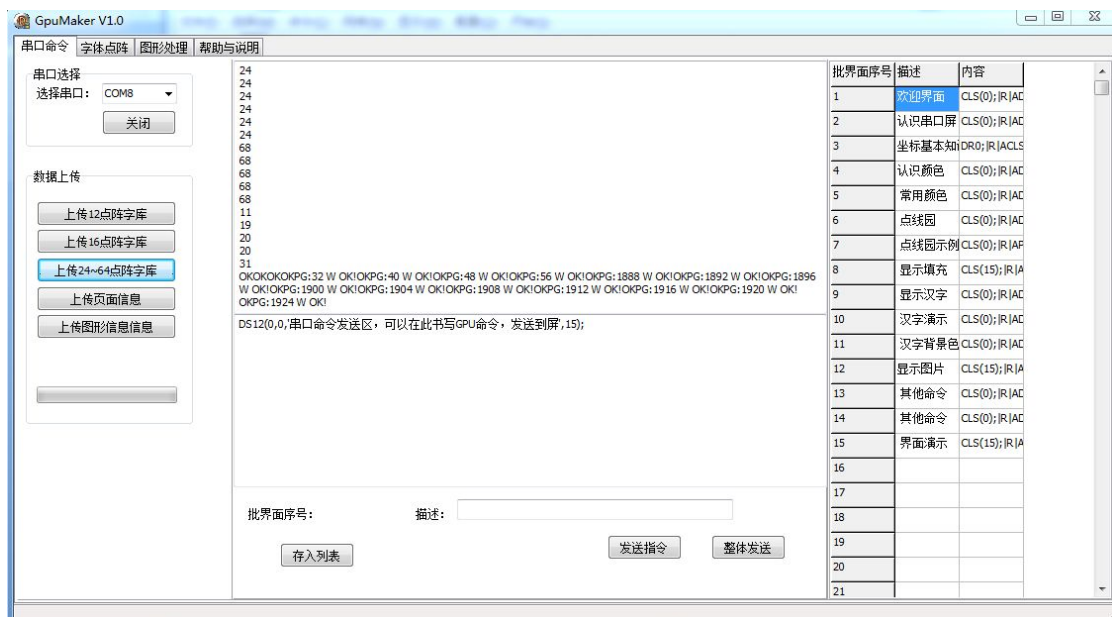 GpuMaker V1.0
串口命令 字体点阵 图形处理 帮助与说明
串口选择
选择串口: COM8
关闭
数据上传
上传12点阵字库
上传16点阵字库
上传24~64点阵字库
上传页面信息
上传图形信息信息
24
24
24
24
24
24
68
68
68
68
68
11
19
20
20
31
OKOKOKOKPG:32 W OK!OKPG:40 W OK!OKPG:48 W OK!OKPG:56 W OK!OKPG:1888 W OK!OKPG:1892 W OK!OKPG:1896
W OK!OKPG:1900 W OK!OKPG:1904 W OK!OKPG:1908 W OK!OKPG:1912 W OK!OKPG:1916 W OK!OKPG:1920 W OK!
OKPG:1924 W OK!
DS12(0,0,'串口命令发送区，可以在此书写GPU命令，发送到屏',15);
批界面序号: 描述:
存入列表 发送指令 整体发送
批界面序号 描述 内容
1 欢迎界面 CLS(0);|R|AD
2 认识串口屏 CLS(0);|R|AD
3 坐标基本知 DR0;|R|ACLS
4 认识颜色 CLS(0);|R|AD
5 常用颜色 CLS(0);|R|AD
6 点线园 CLS(0);|R|AD
7 点线园示例 CLS(0);|R|AP
8 显示填充 CLS(15);|R|A
9 显示汉字 CLS(0);|R|AD
10 汉字演示 CLS(0);|R|AD
11 汉字背景色 CLS(0);|R|AD
12 显示图片 CLS(15);|R|A
13 其他命令 CLS(0);|R|AD
14 其他命令 CLS(0);|R|AD
15 界面演示 CLS(15);|R|A
16
17
18
19
20
21